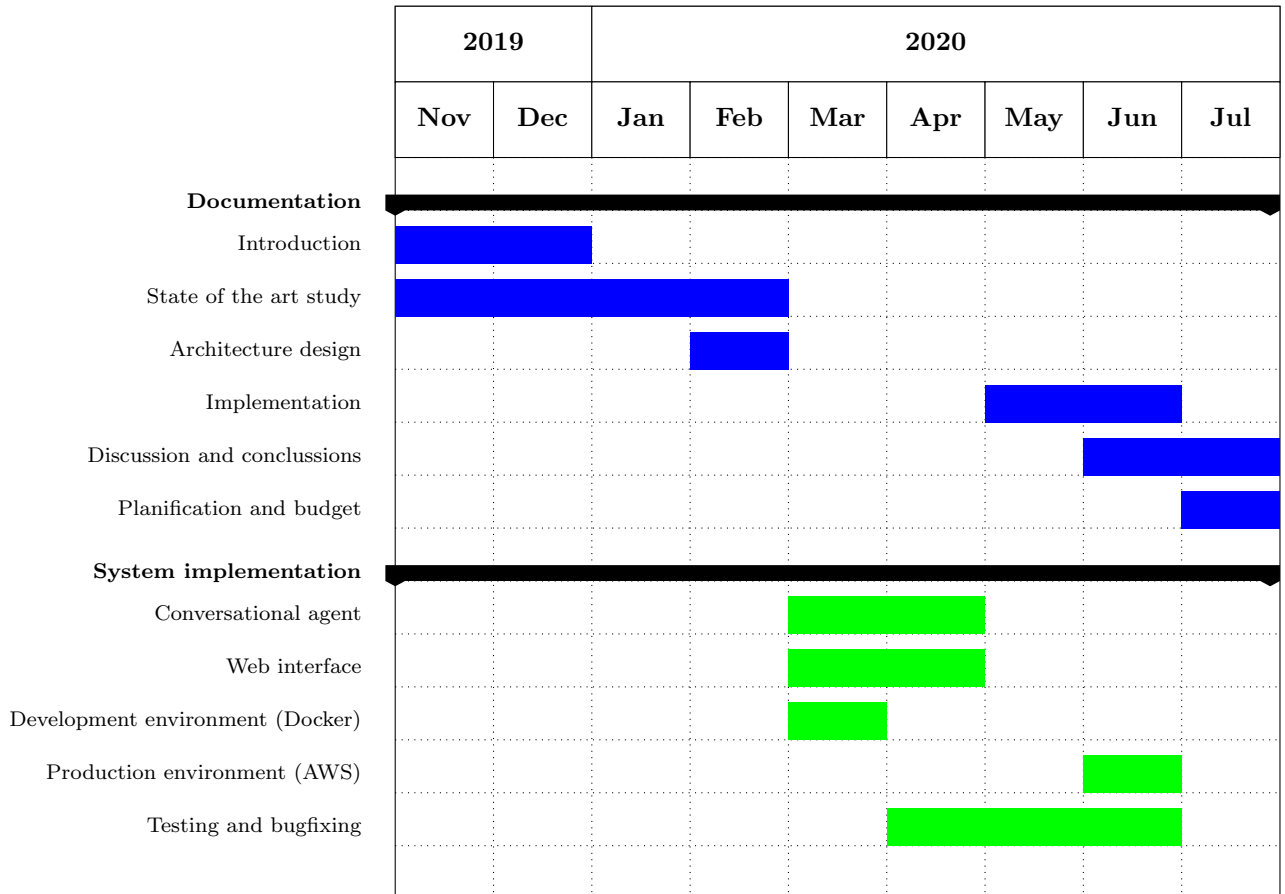 2019 2020
Nov Dec Jan Feb Mar Apr May Jun Jul
Documentation
Introduction
State of the art study
Architecture design
Implementation
Discussion and conclussions
Planification and budget
System implementation
Conversational agent
Web interface
Development environment (Docker)
Production environment (AWS)
Testing and bugfixing